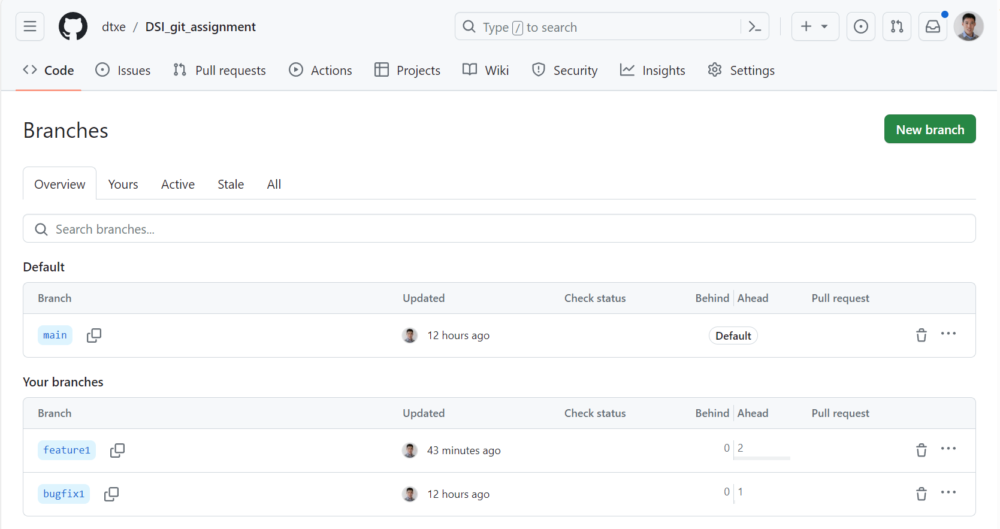 dtxe / DSI_git_assignment
Type / to search
Code Issues Pull requests Actions Projects Wiki Security Insights Settings
Branches
New branch
Overview Yours Active Stale All
Search branches...
Default
Branch Updated Check status Behind Ahead Pull request
main 12 hours ago Default
Your branches
Branch Updated Check status Behind Ahead Pull request
feature1 43 minutes ago 0 2
bugfix1 12 hours ago 0 1